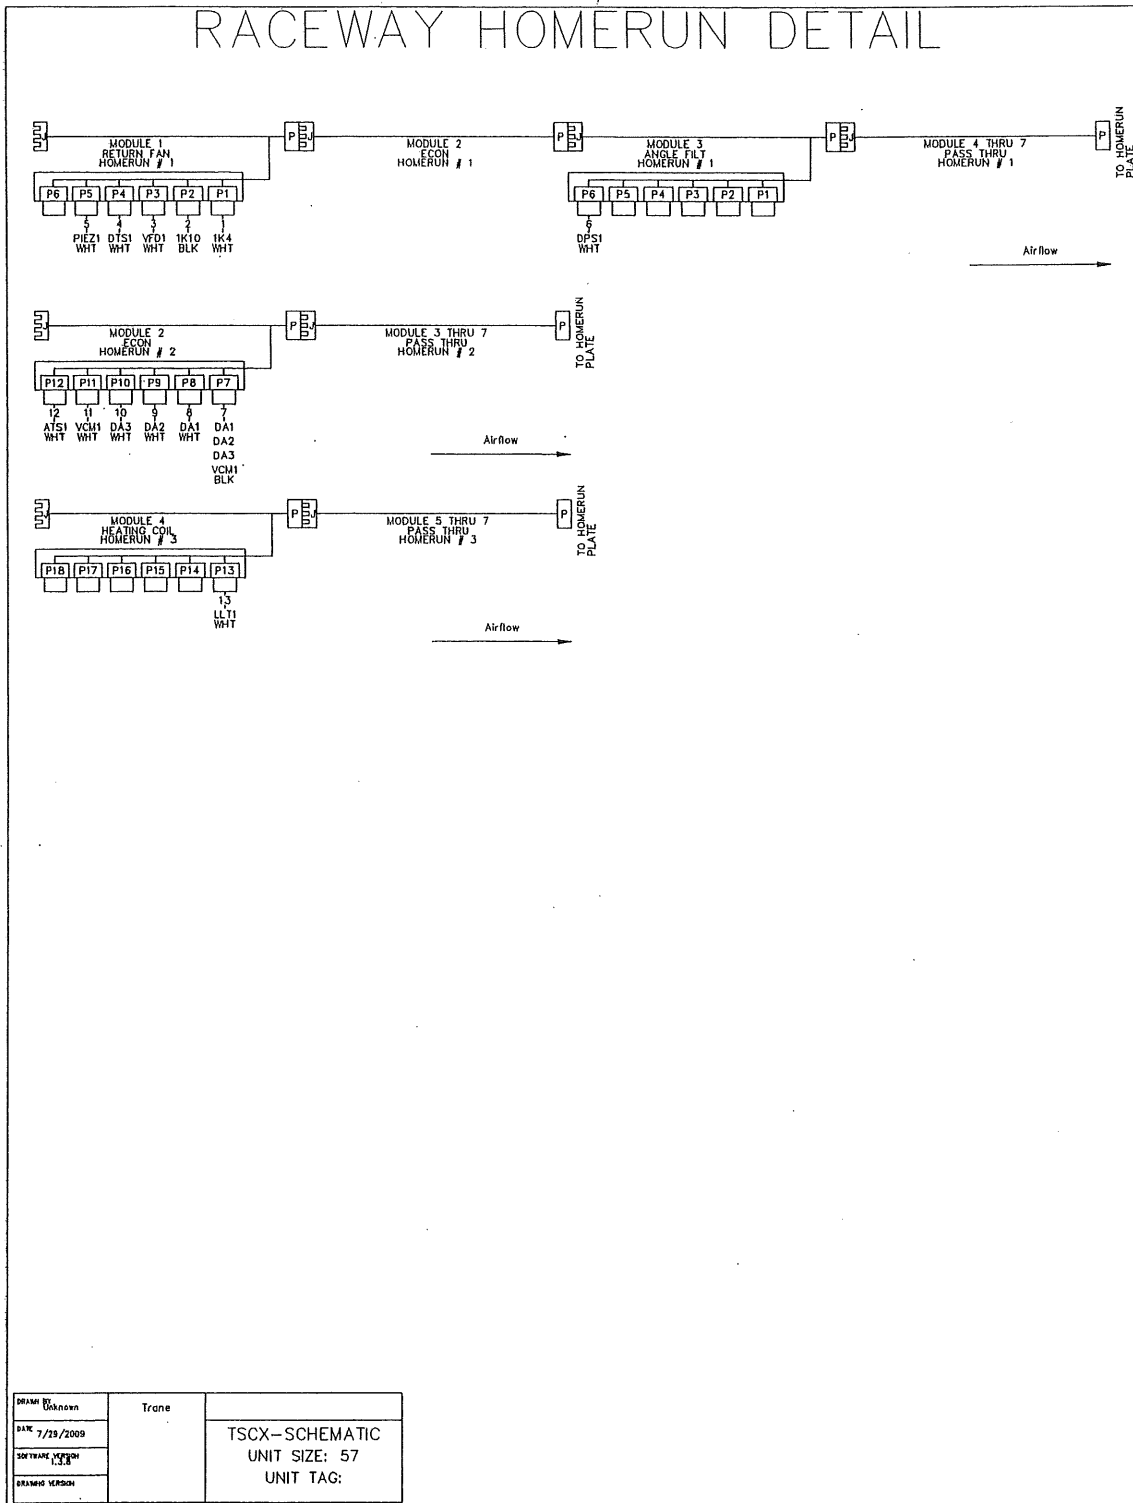 RACEWAY HOMERUN DETAIL
J
MODULE 1
RETURN FAN
HOMERUN # 1
P J
MODULE 2
ECON
HOMERUN # 1
P J
MODULE 3
ANGLE FILT
HOMERUN # 1
P J
MODULE 4 THRU 7
PASS THRU
HOMERUN # 1
P
TO HOMERUN
PLATE
P6 P5 P4 P3 P2 P1
5 4 3 2 1
PIEZ1 DTS1 VFD1 1K10 1K4
WHT WHT WHT BLK WHT
P6 P5 P4 P3 P2 P1
6
DPS1
WHT
Airflow
J
MODULE 2
ECON
HOMERUN # 2
P J
MODULE 3 THRU 7
PASS THRU
HOMERUN # 2
P
TO HOMERUN
PLATE
P12 P11 P10 P9 P8 P7
12 11 10 9 8 7
ATS1 VCM1 DA3 DA2 DA1 DA1
WHT WHT WHT WHT WHT
DA2
DA3
VCM1
BLK
Airflow
J
MODULE 4
HEATING COIL
HOMERUN # 3
P J
MODULE 5 THRU 7
PASS THRU
HOMERUN # 3
P
TO HOMERUN
PLATE
P18 P17 P16 P15 P14 P13
13
LLT1
WHT
Airflow
DRAWN BY
Unknown
Trane
DATE 7/29/2009
SOFTWARE VERSION
1.3.8
DRAWING VERSION
TSCX-SCHEMATIC
UNIT SIZE: 57
UNIT TAG: